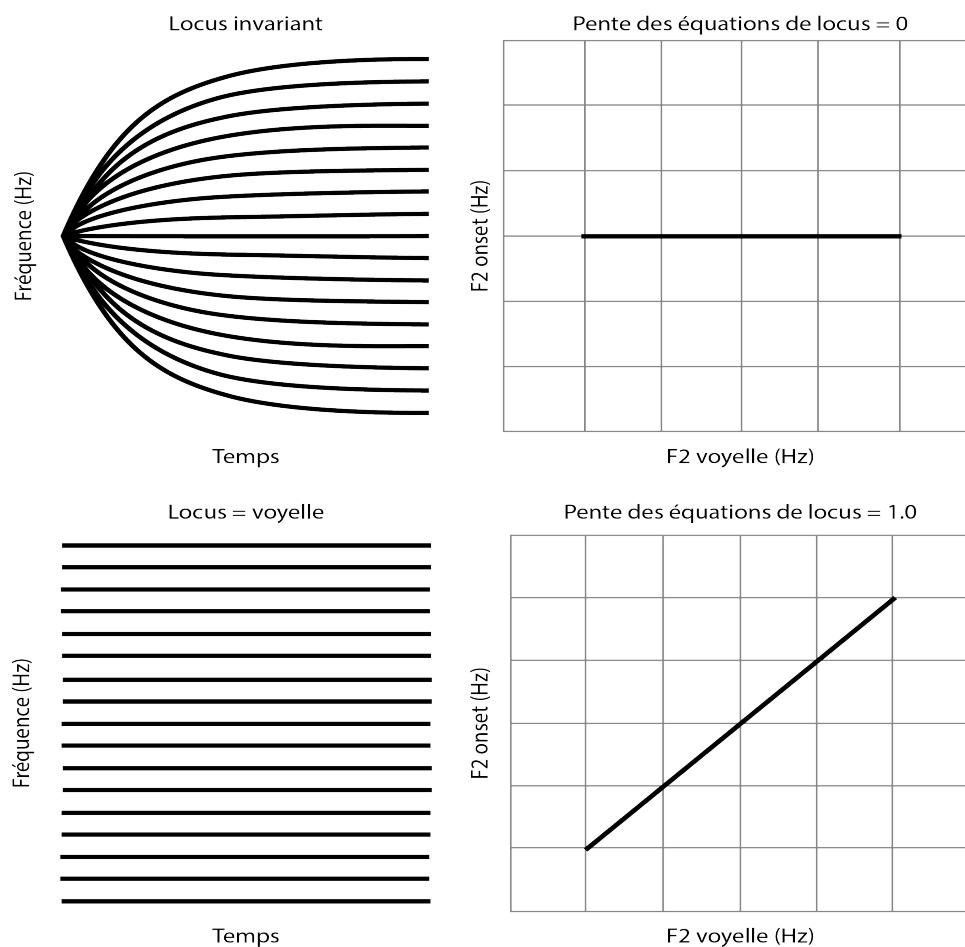 Locus invariant
Pente des équations de locus = 0
Fréquence (Hz)
F2 onset (Hz)
Temps
F2 voyelle (Hz)
Locus = voyelle
Pente des équations de locus = 1.0
Fréquence (Hz)
F2 onset (Hz)
Temps
F2 voyelle (Hz)